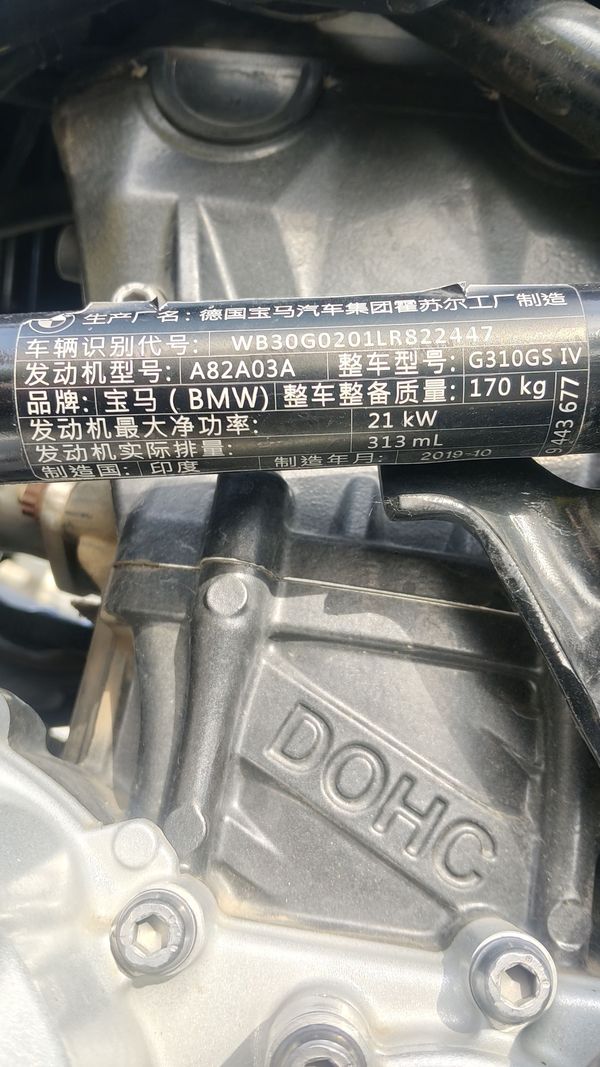 生产厂名：德国宝马汽车集团霍苏尔工厂制造
车辆识别代号： WB30G0201LR822447
发动机型号： A82A03A 整车型号： G310GS IV
品牌： 宝马 ( BMW) 整车整备质量： 170 kg
发动机最大净功率： 21 kW
发动机实际排量： 313 mL
制造国： 印度 制造年月： 2019-10
9 443 677
DOHC